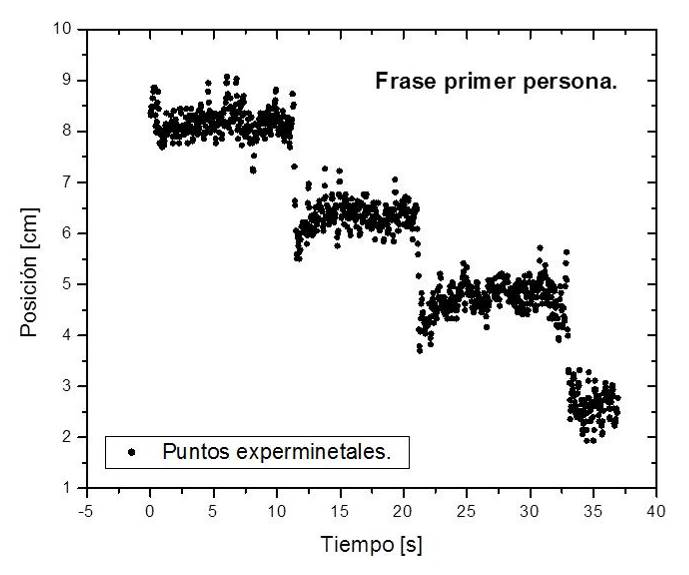 10
9
8
7
6
5
4
3
2
1
Posición [cm]
Frase primer persona.
Puntos experminetales.
-5 0 5 10 15 20 25 30 35 40
Tiempo [s]